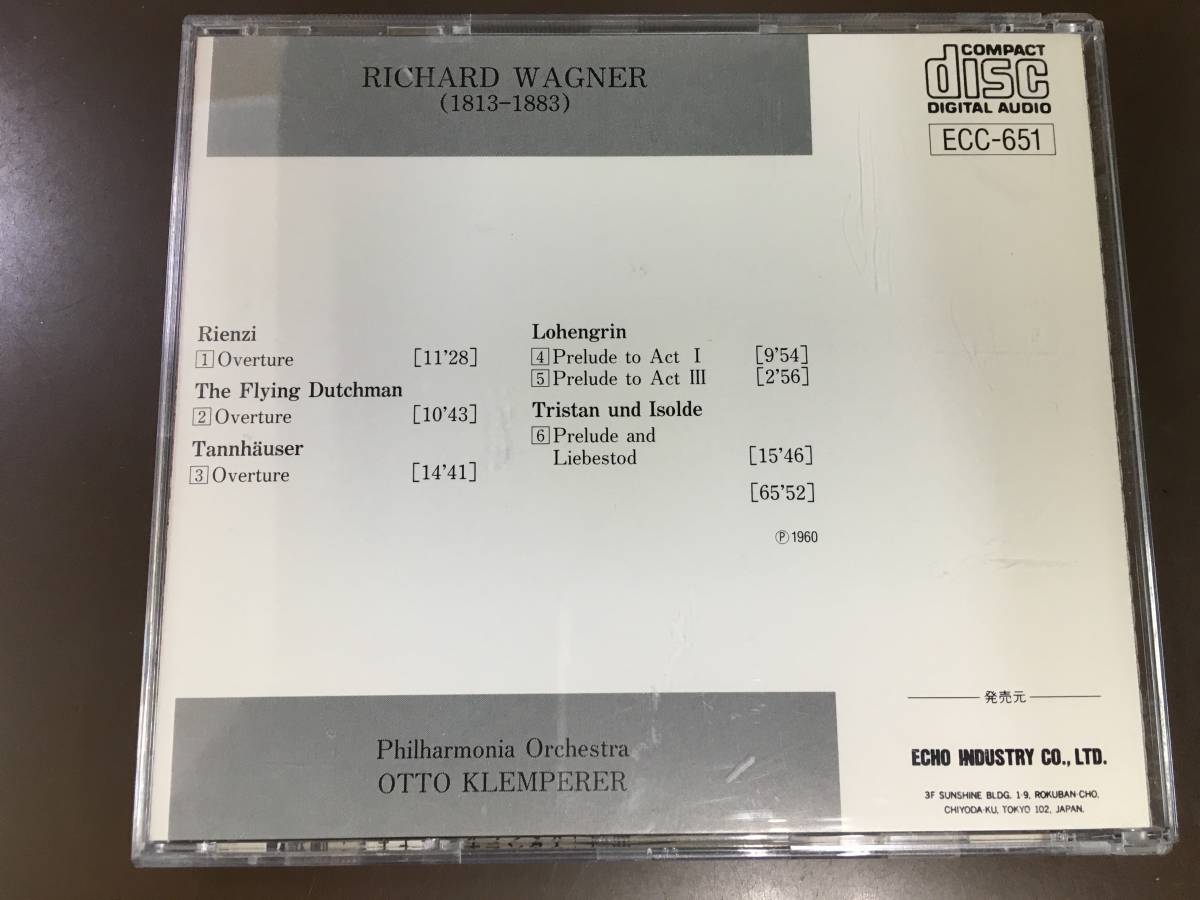 RICHARD WAGNER
(1813-1883)
COMPACT
disc
DIGITAL AUDIO
ECC-651
Rienzi
1 Overture [11'28]
The Flying Dutchman
2 Overture [10'43]
Tannhäuser
3 Overture [14'41]
Lohengrin
4 Prelude to Act I [9'54]
5 Prelude to Act III [2'56]
Tristan und Isolde
6 Prelude and
Liebestod [15'46]
[65'52]
Ⓟ1960
Philharmonia Orchestra
OTTO KLEMPERER
発売元
ECHO INDUSTRY CO., LTD.
3F SUNSHINE BLDG. 1-9, ROKUBAN-CHO,
CHIYODA-KU, TOKYO 102, JAPAN.